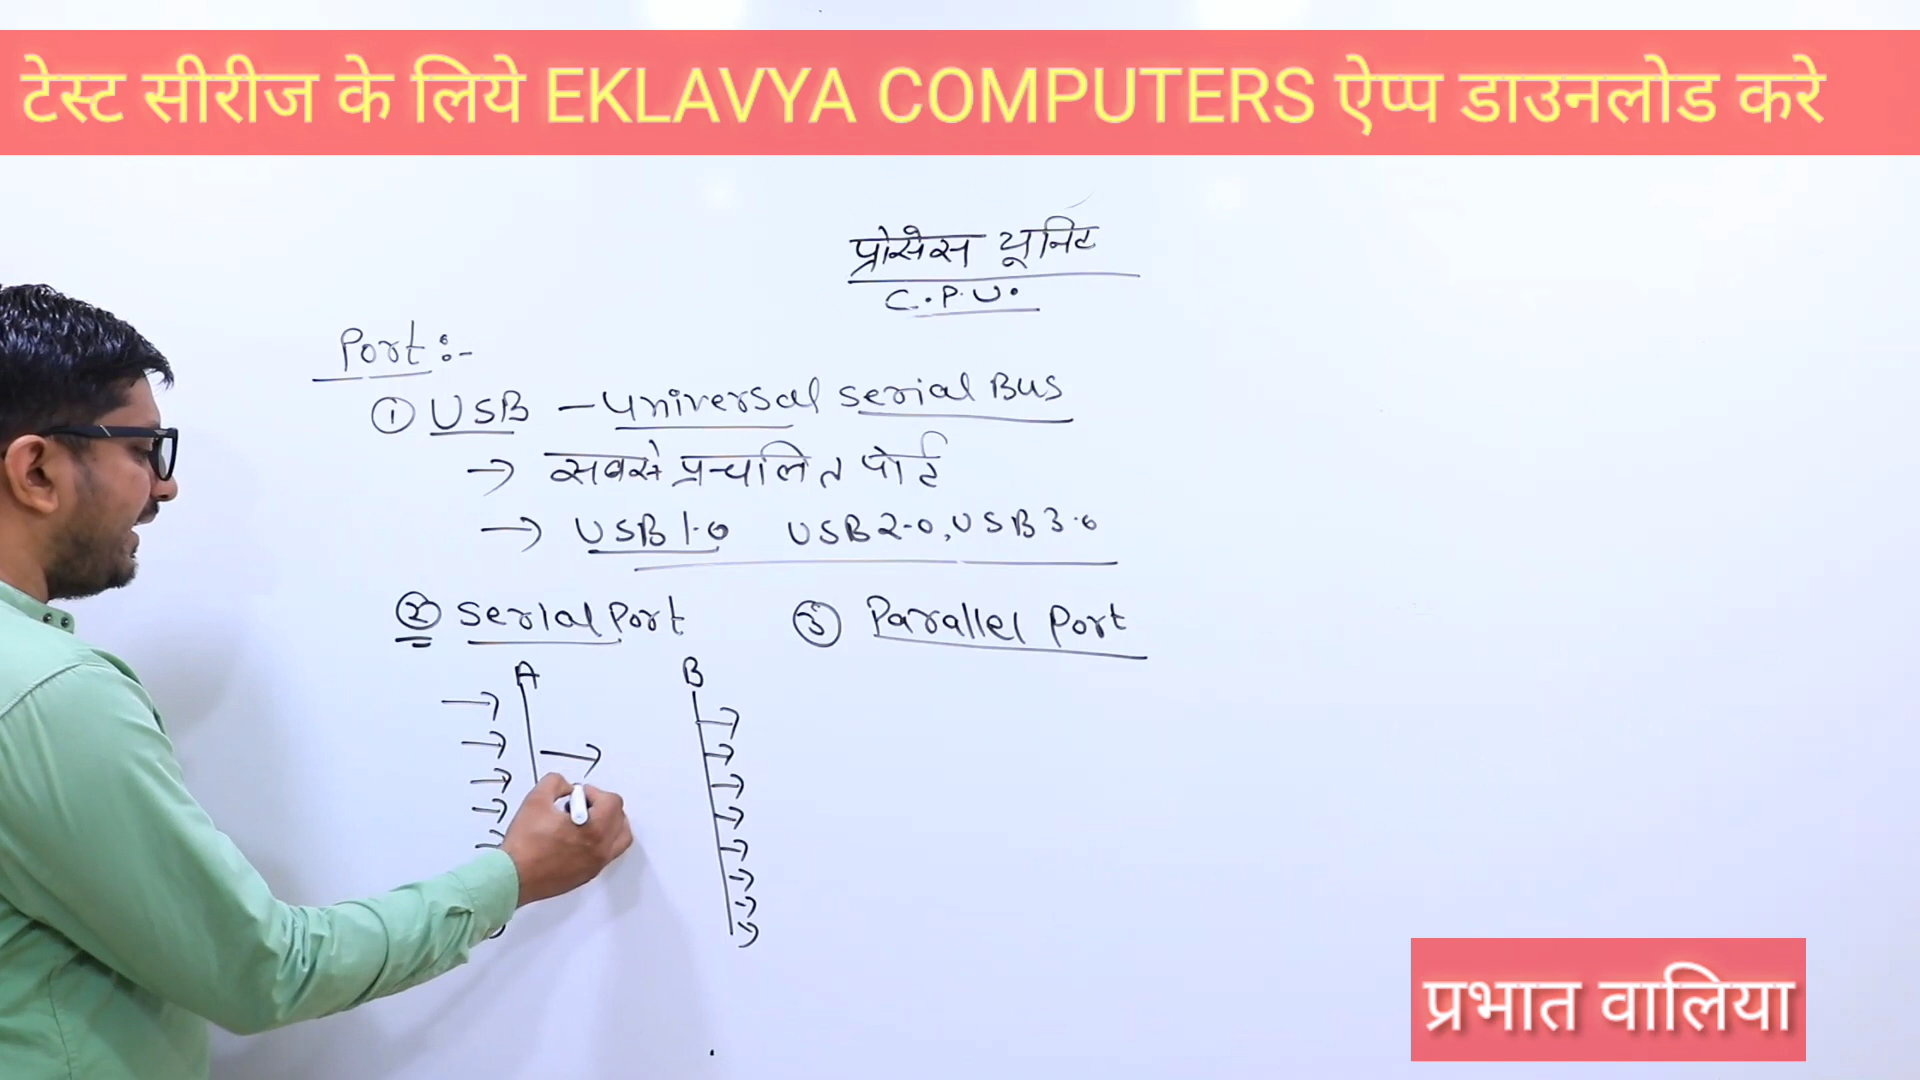 टेस्ट सीरीज के लिये EKLAVYA COMPUTERS ऐप्प डाउनलोड करे
प्रोसेस यूनिट
C.P.U.
Port:-
① USB - Universal Serial Bus
→ सबसे प्रचलित पोर्ट
→ USB 1.0 USB 2.0, USB 3.0
② Serial Port ③ Parallel Port
A B
प्रभात वालिया